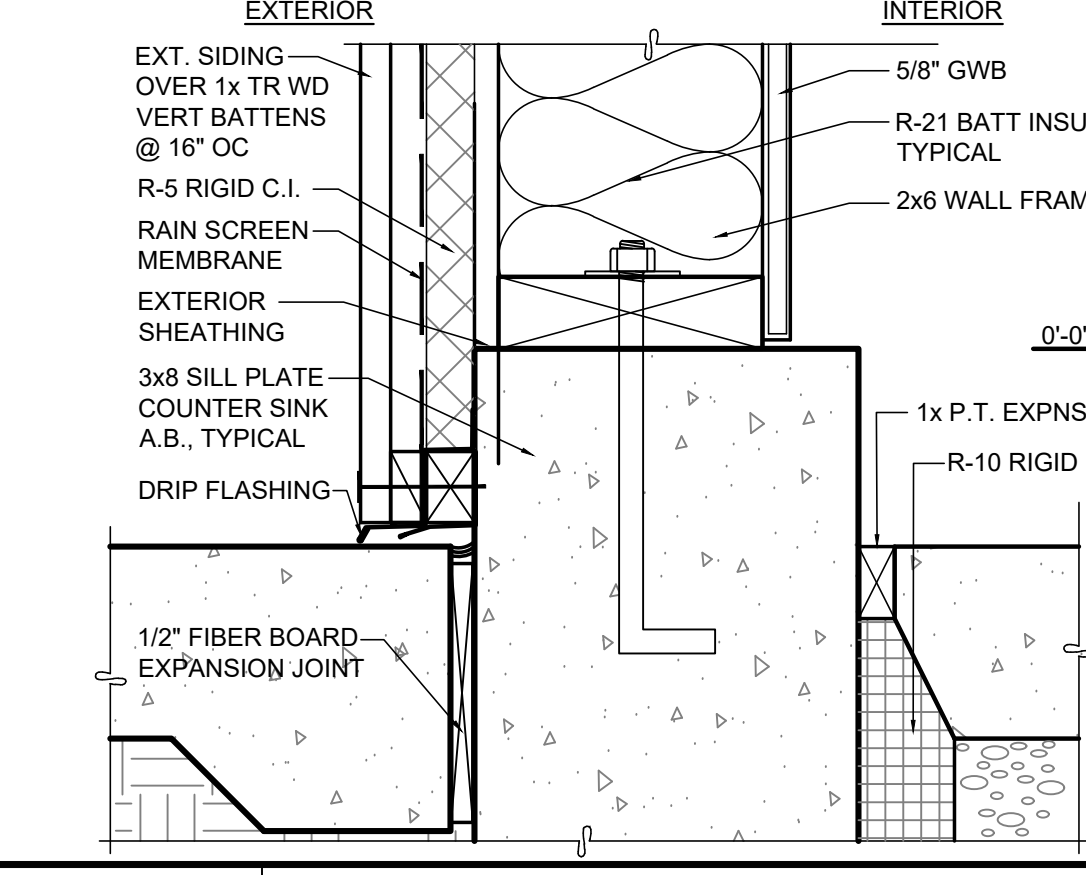 EXTERIOR
INTERIOR
EXT. SIDING
OVER 1x TR WD
VERT BATTENS
@ 16" OC
R-5 RIGID C.I.
RAIN SCREEN
MEMBRANE
EXTERIOR
SHEATHING
3x8 SILL PLATE
COUNTER SINK
A.B., TYPICAL
DRIP FLASHING
1/2" FIBER BOARD
EXPANSION JOINT
5/8" GWB
R-21 BATT INSU
TYPICAL
2x6 WALL FRAM
0'-0"
1x P.T. EXPNS
R-10 RIGID